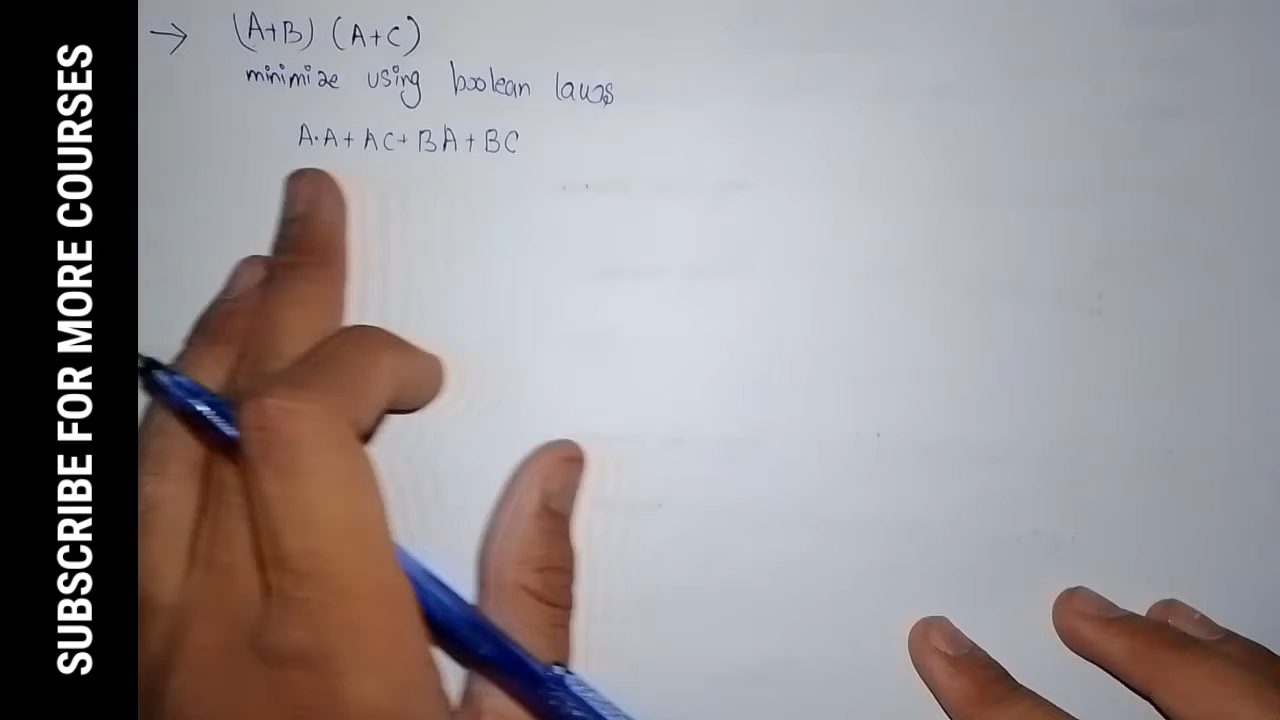 SUBSCRIBE FOR MORE COURSES
→ (A+B) (A+C)
minimize using boolean laws
A·A + AC + BA + BC